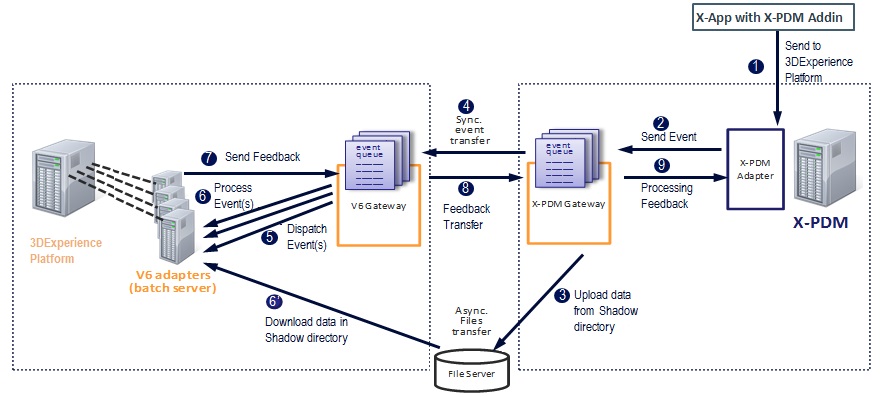 X-App with X-PDM Addin
Send to
3DExperience
Platform
1
4
Sync.
event
transfer
2
Send Event
event
queue
event
queue
7
Send Feedback
6
Process
Event(s)
5
Dispatch
Event(s)
V6 Gateway
8
Feedback
Transfer
X-PDM Gateway
9
Processing
Feedback
X-PDM
Adapter
X-PDM
3DExperience
Platform
V6 adapters
(batch server)
6'
Download data in
Shadow directory
Async.
Files
transfer
3
Upload data
from Shadow
directory
File Server